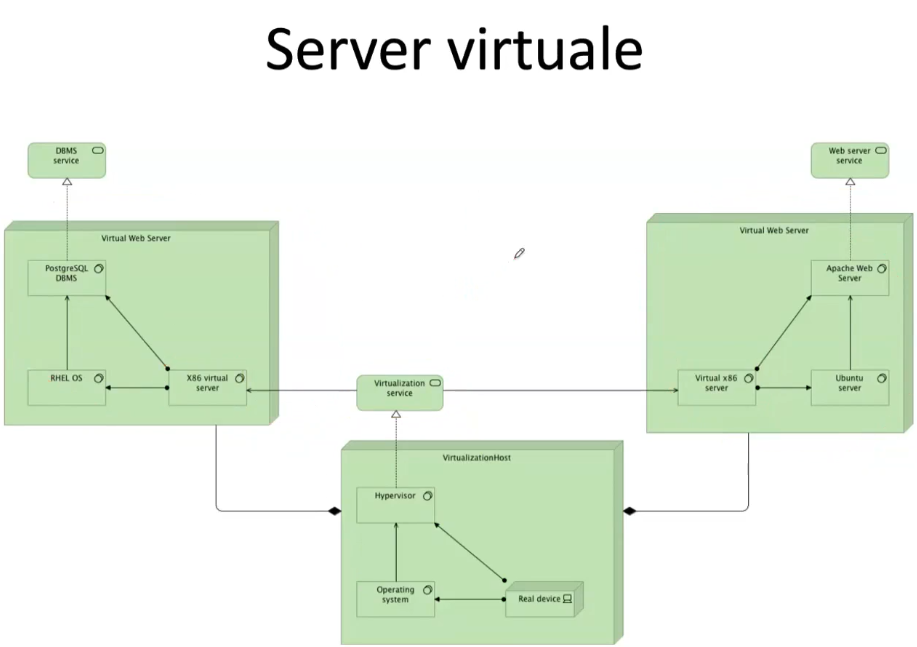 Server virtuale
DBMS
service
Web server
service
Virtual Web Server
Virtual Web Server
PostgreSQL
DBMS
Apache Web
Server
RHEL OS
X86 virtual
server
Virtualization
service
Virtual x86
server
Ubuntu
server
VirtualizationHost
Hypervisor
Operating
system
Real device